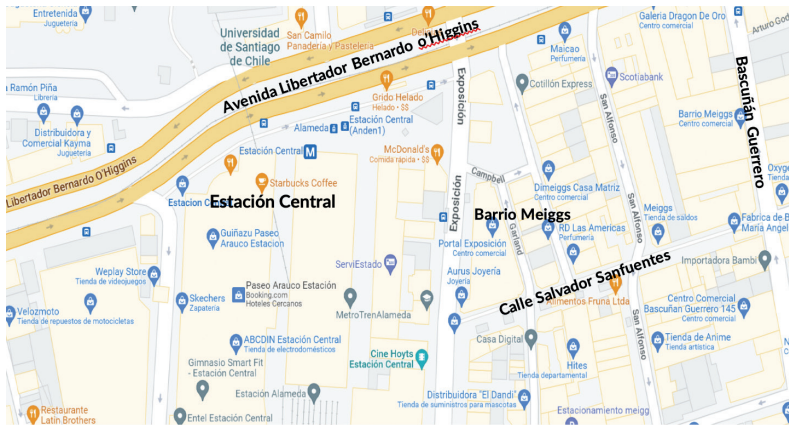 Entretenida
Juguetería
Universidad
de Santiago
de Chile
San Camilo
Panadería y Pastelería
Avenida Libertador Bernardo o'Higgins
Galeria Dragon De Oro
Centro comercial
Maicao
Perfumería
Bascuñán Guerrero
Ramón Piña
Librería
Distribuidora y
Comercial Kayma
Juguetería
Grido Helado
Helado · $$
Exposición
Cotillón Express
Scotiabank
San Alfonso
Barrio Meiggs
Centro comercial
Alameda
Estación Central
(Anden1)
Estación Central
M
McDonald's
Comida rápida · $$
Libertador Bernardo O'Higgins
Starbucks Coffee
Estación Central
Campbell
Dimeiggs Casa Matriz
Centro comercial
Exposición
Barrio Meiggs
San Alfonso
Meiggs
Tienda de saldos
Fabrica de B
María Angel
Guiñazu Paseo
Arauco Estacion
Garland
RD Las Americas
Perfumería
Portal Exposición
Centro comercial
ServiEstado
Importadora Bambi
Weplay Store
Tienda de videojuegos
Aurus Joyería
Joyería
Calle Salvador Sanfuentes
Paseo Arauco Estación
Booking.com
Hoteles Cercanos
Skechers
Zapatería
Alimentos Fruna Ltda
Velozmoto
Tienda de repuestos de motocicletas
MetroTrenAlameda
Centro Comercial
Bascuñan Guerrero 145
Centro comercial
ABCDIN Estación Central
Tienda de electrodomésticos
Casa Digital
San Alfonso
Tienda de Anime
Tienda artística
Cine Hoyts
Estación Central
Gimnasio Smart Fit
- Estación Central
Hites
Tienda departamental
Estación Alameda
Distribuidora "El Dandi"
Tienda de suministros para mascotas
Restaurante
Latin Brothers
Entel Estación Central
Estacionamiento meigg